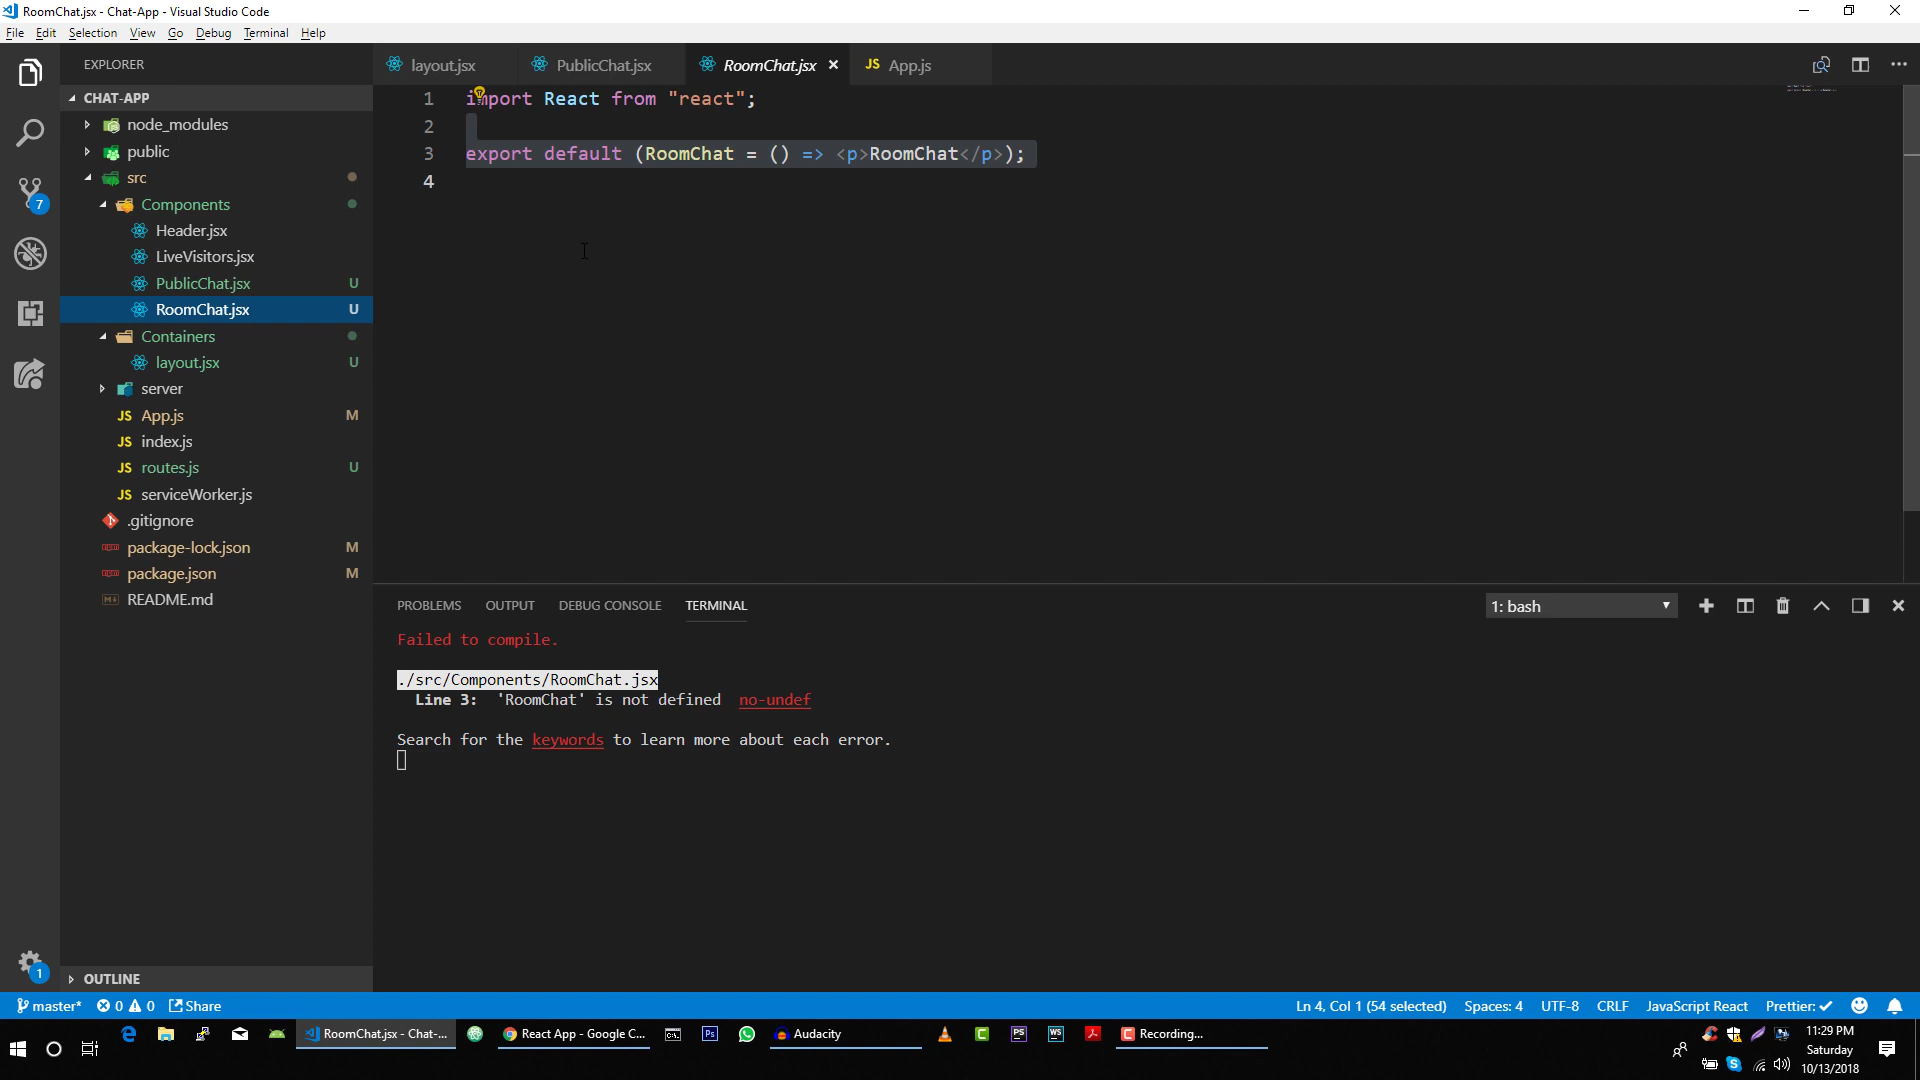 RoomChat.jsx - Chat-App - Visual Studio Code
File Edit Selection View Go Debug Terminal Help
EXPLORER
layout.jsx PublicChat.jsx RoomChat.jsx JS App.js
CHAT-APP
node_modules
public
src
Components
Header.jsx
LiveVisitors.jsx
PublicChat.jsx U
RoomChat.jsx U
Containers
layout.jsx U
server
JS App.js M
JS index.js
JS routes.js U
JS serviceWorker.js
.gitignore
package-lock.json M
package.json M
README.md
7
1
OUTLINE
1 import React from "react";
2
3 export default (RoomChat = () => <p>RoomChat</p>);
4
PROBLEMS OUTPUT DEBUG CONSOLE TERMINAL 1: bash
Failed to compile.
./src/Components/RoomChat.jsx
Line 3: 'RoomChat' is not defined no-undef
Search for the keywords to learn more about each error.
master* 0 0 Share Ln 4, Col 1 (54 selected) Spaces: 4 UTF-8 CRLF JavaScript React Prettier: ✓
RoomChat.jsx - Chat-... React App - Google C... Ps Audacity PS WS Recording...
11:29 PM
Saturday
10/13/2018